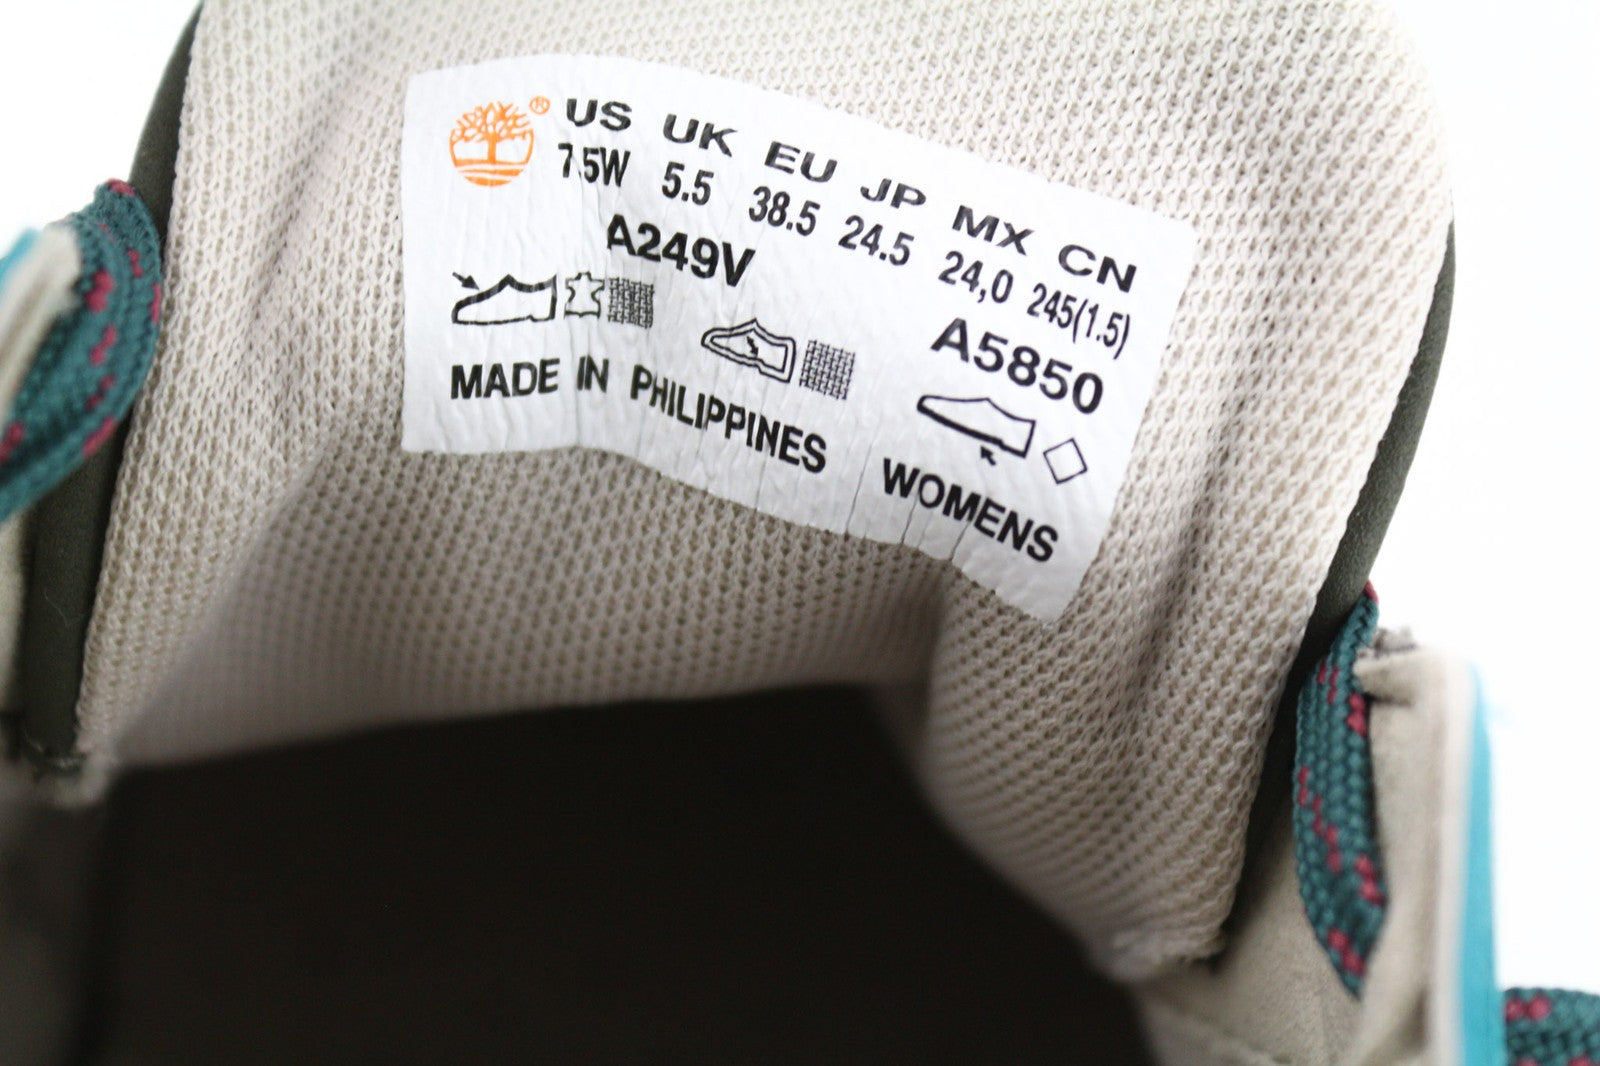 ® US UK EU JP MX CN
7.5W 5.5 38.5 24.5 24,0 245(1.5)
A249V A5850
MADE IN PHILIPPINES WOMENS